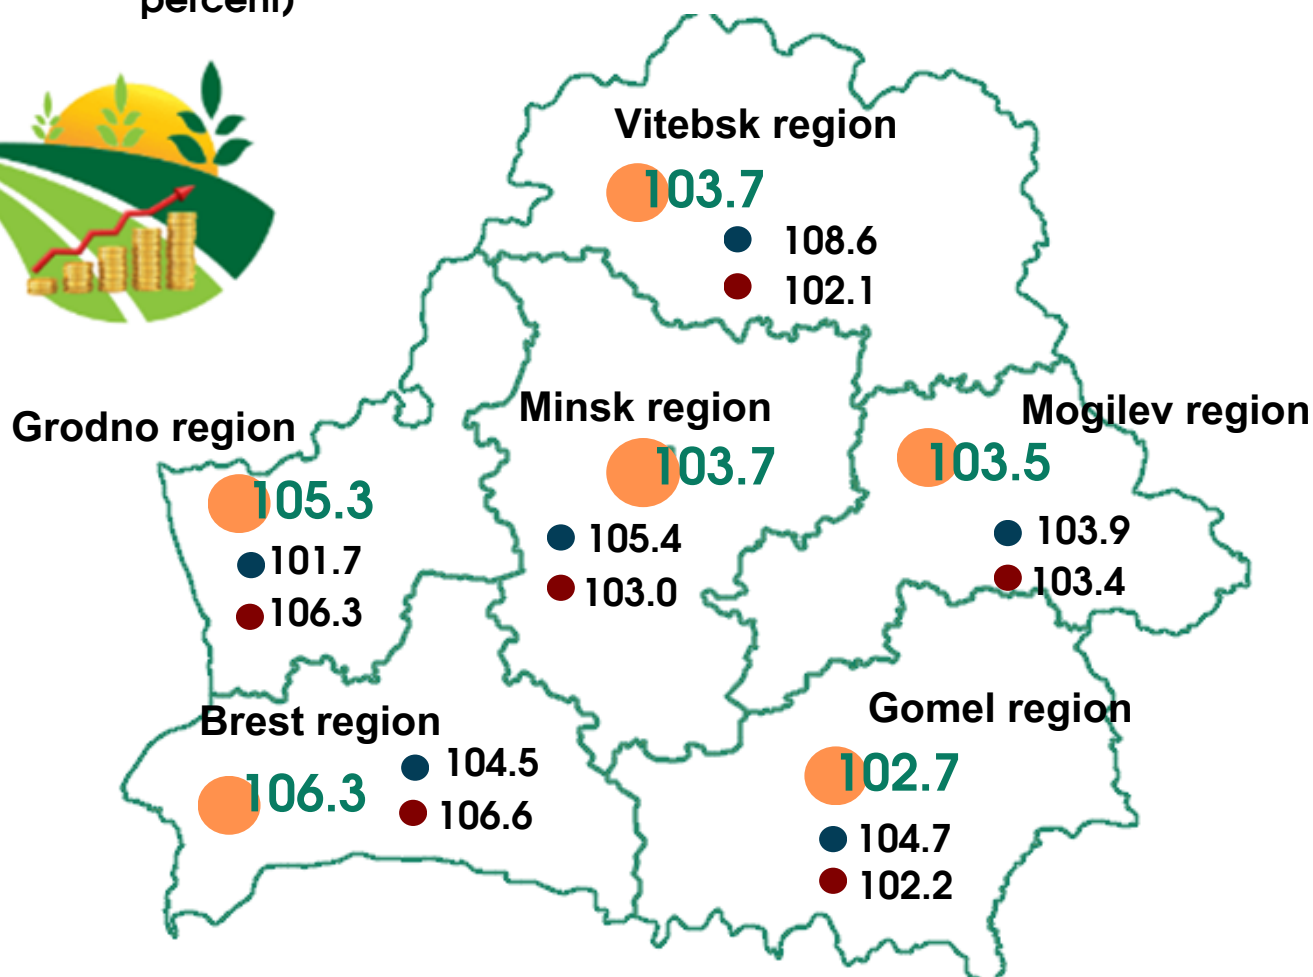 percent)
Vitebsk region
103.7
108.6
102.1
Minsk region
103.7
105.4
103.0
Mogilev region
103.5
103.9
103.4
Grodno region
105.3
101.7
106.3
Brest region
106.3
104.5
106.6
Gomel region
102.7
104.7
102.2